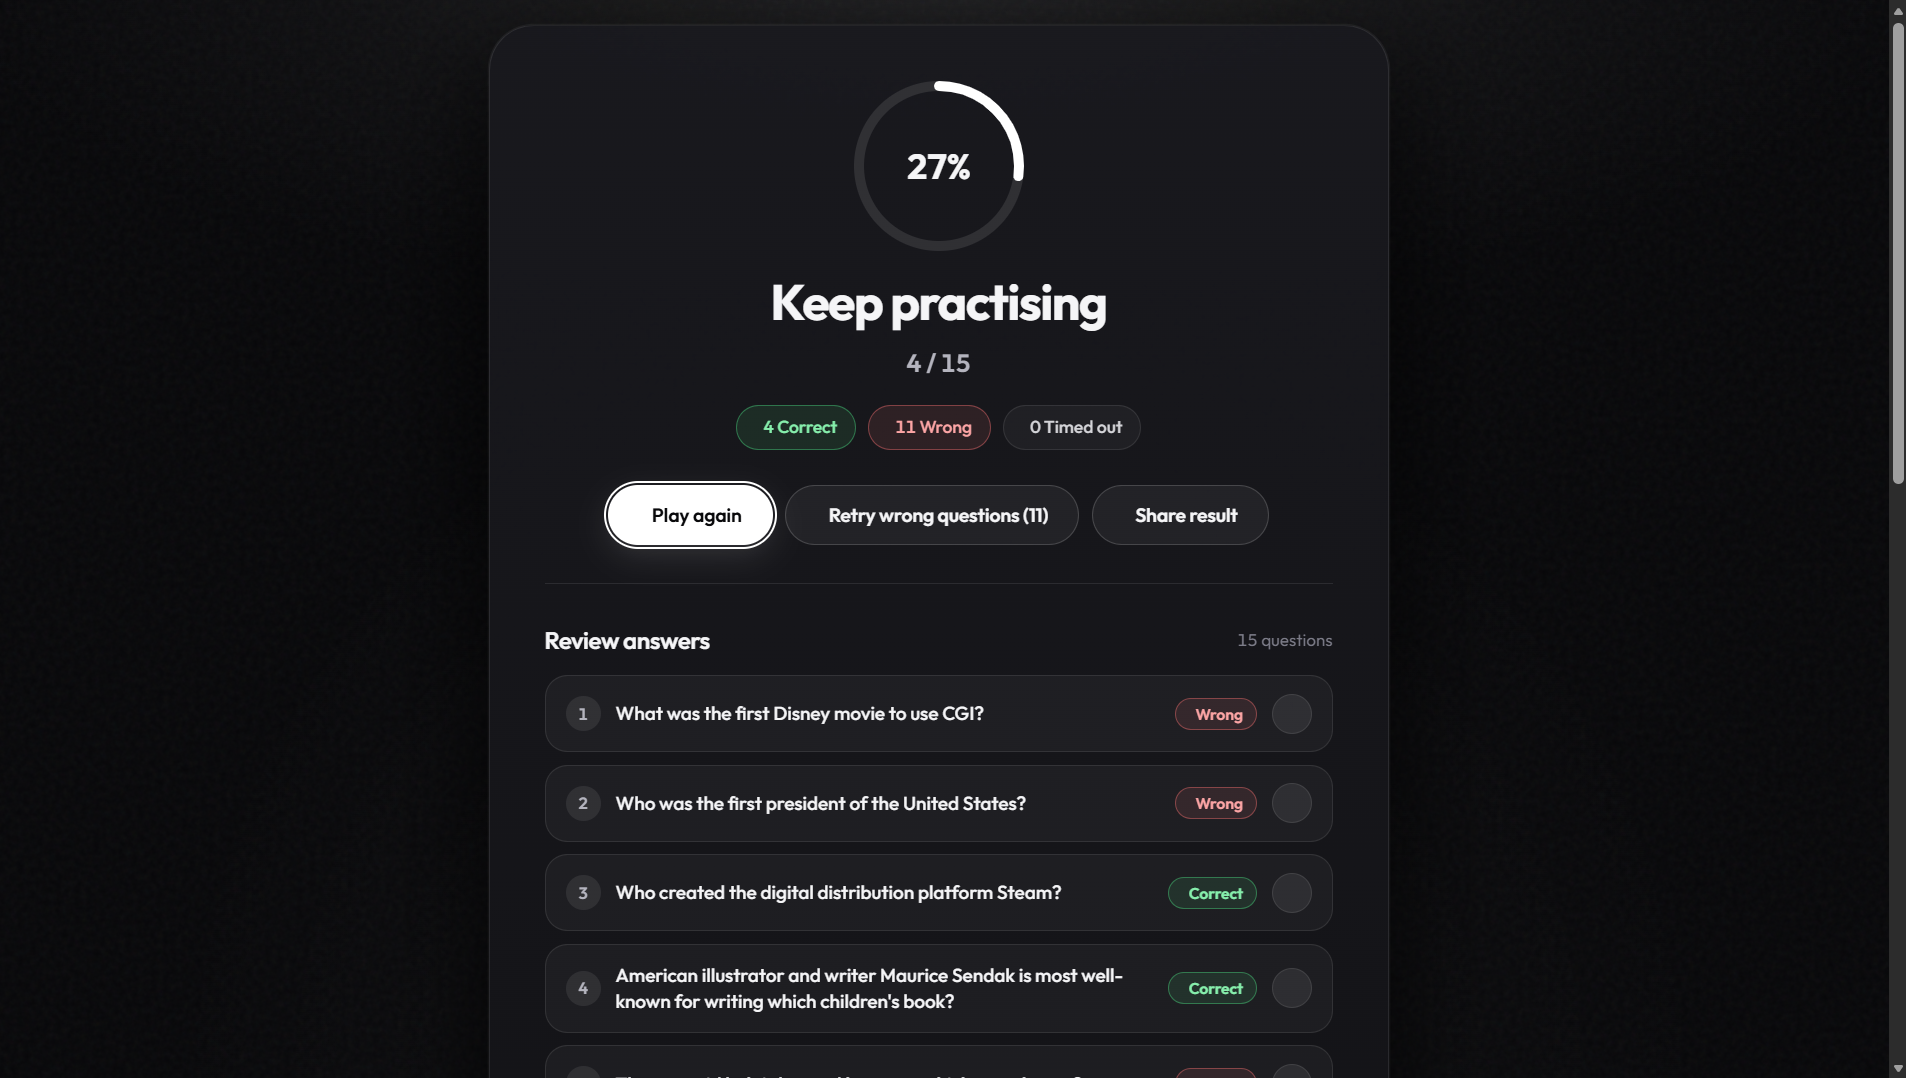 27%
Keep practising
4 / 15
4 Correct
11 Wrong
0 Timed out
Play again
Retry wrong questions (11)
Share result
Review answers
15 questions
1
What was the first Disney movie to use CGI?
Wrong
2
Who was the first president of the United States?
Wrong
3
Who created the digital distribution platform Steam?
Correct
4
American illustrator and writer Maurice Sendak is most well-
known for writing which children's book?
Correct